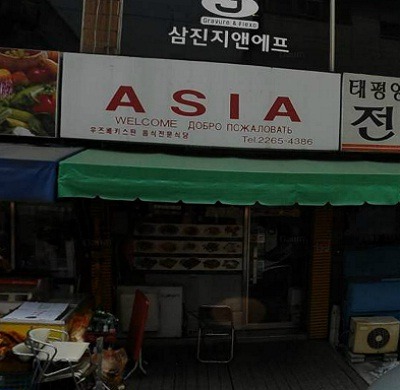 Gravure & Flexo
삼진지앤에프
ASIA
WELCOME ДОБРО ПОЖАЛОВАТЬ
우즈베키스탄 음식전문식당
Tel:2265-4386
태평양
전